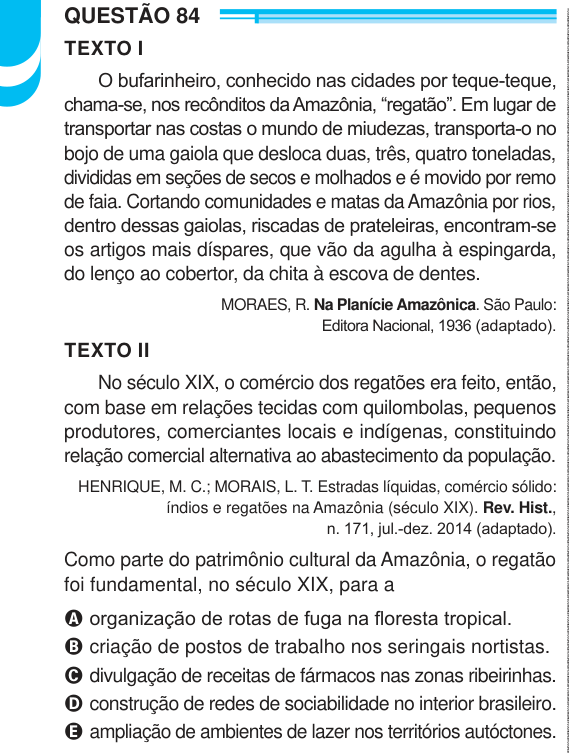 QUESTÃO 84
TEXTO I
O bufarinheiro, conhecido nas cidades por teque-teque,
chama-se, nos recônditos da Amazônia, “regatão”. Em lugar de
transportar nas costas o mundo de miudezas, transporta-o no
bojo de uma gaiola que desloca duas, três, quatro toneladas,
divididas em seções de secos e molhados e é movido por remo
de faia. Cortando comunidades e matas da Amazônia por rios,
dentro dessas gaiolas, riscadas de prateleiras, encontram-se
os artigos mais díspares, que vão da agulha à espingarda,
do lenço ao cobertor, da chita à escova de dentes.
MORAES, R. Na Planície Amazônica. São Paulo:
Editora Nacional, 1936 (adaptado).
TEXTO II
No século XIX, o comércio dos regatões era feito, então,
com base em relações tecidas com quilombolas, pequenos
produtores, comerciantes locais e indígenas, constituindo
relação comercial alternativa ao abastecimento da população.
HENRIQUE, M. C.; MORAIS, L. T. Estradas líquidas, comércio sólido:
índios e regatões na Amazônia (século XIX). Rev. Hist.,
n. 171, jul.-dez. 2014 (adaptado).
Como parte do patrimônio cultural da Amazônia, o regatão
foi fundamental, no século XIX, para a
A organização de rotas de fuga na floresta tropical.
B criação de postos de trabalho nos seringais nortistas.
C divulgação de receitas de fármacos nas zonas ribeirinhas.
D construção de redes de sociabilidade no interior brasileiro.
E ampliação de ambientes de lazer nos territórios autóctones.